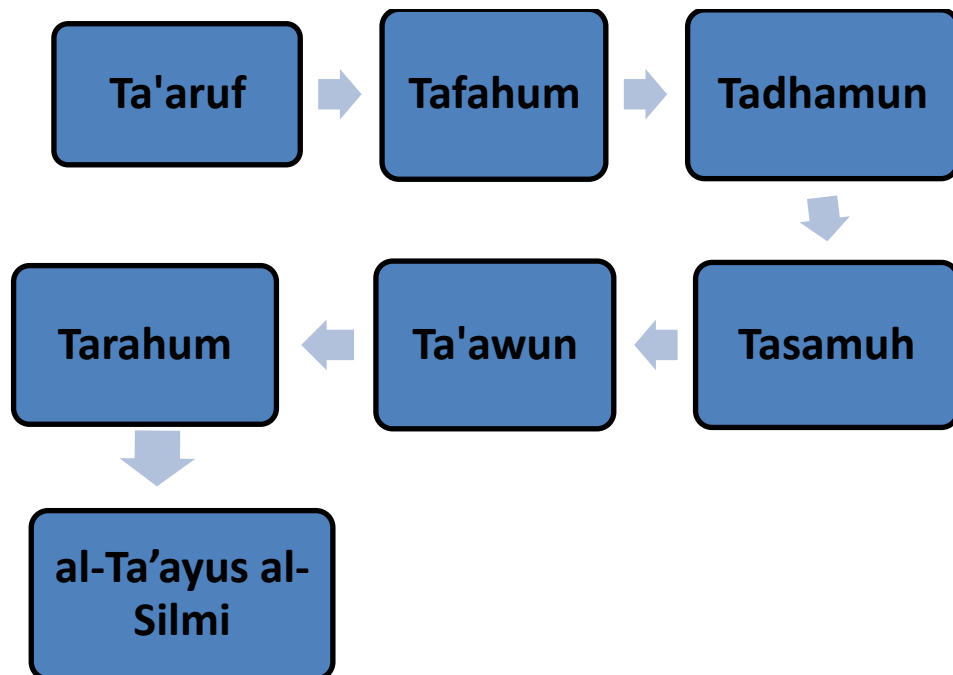 Ta'aruf
Tafahum
Tadhamun
Tasamuh
Ta'awun
Tarahum
al-Ta’ayus al-
Silmi